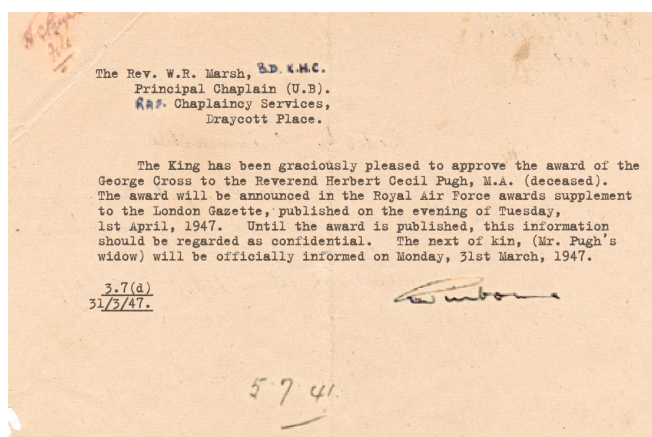 File
The Rev. W.R. Marsh, B.D. K.H.C.
Principal Chaplain (U.B).
RAF. Chaplaincy Services,
Draycott Place.
The King has been graciously pleased to approve the award of the
George Cross to the Reverend Herbert Cecil Pugh, M.A. (deceased).
The award will be announced in the Royal Air Force awards supplement
to the London Gazette, published on the evening of Tuesday,
1st April, 1947. Until the award is published, this information
should be regarded as confidential. The next of kin, (Mr. Pugh's
widow) will be officially informed on Monday, 31st March, 1947.
3.7(d)
31/3/47.
5 7 41